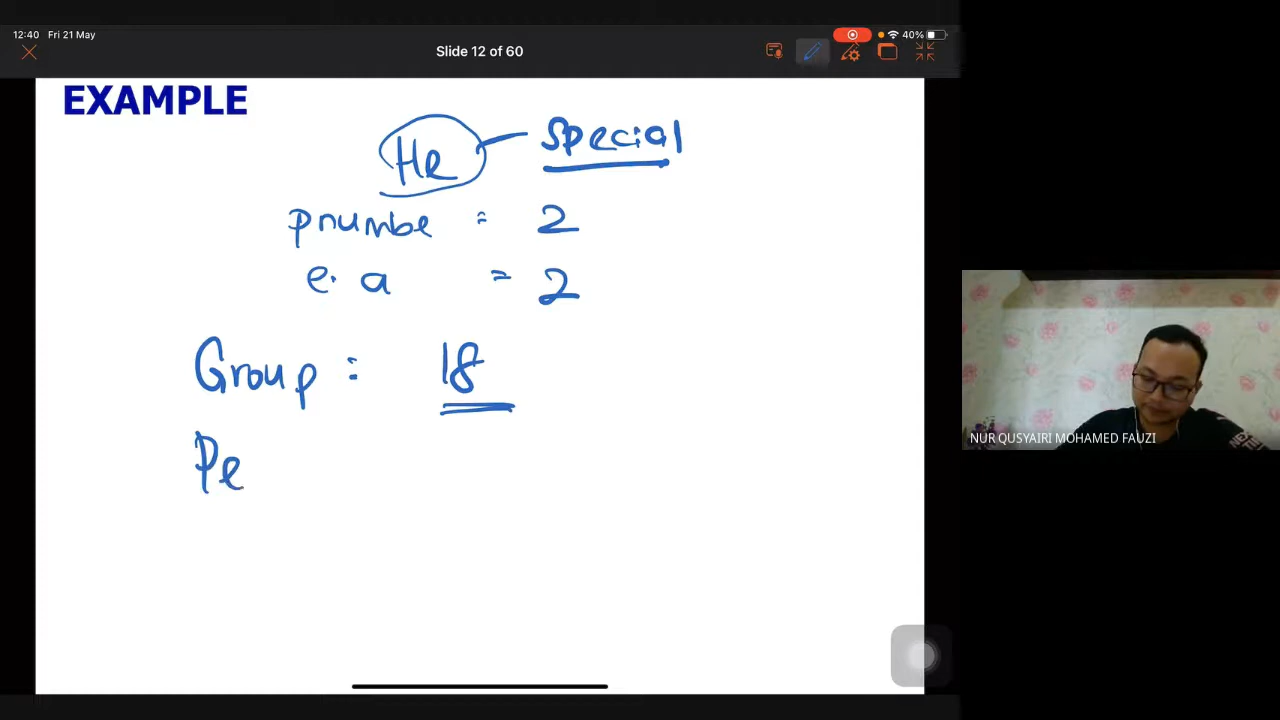 12:40 Fri 21 May
40%
Slide 12 of 60
EXAMPLE
He special
pnumbe = 2
e. a = 2
Group : 18
Pe
NUR QUSYAIRI MOHAMED FAUZI